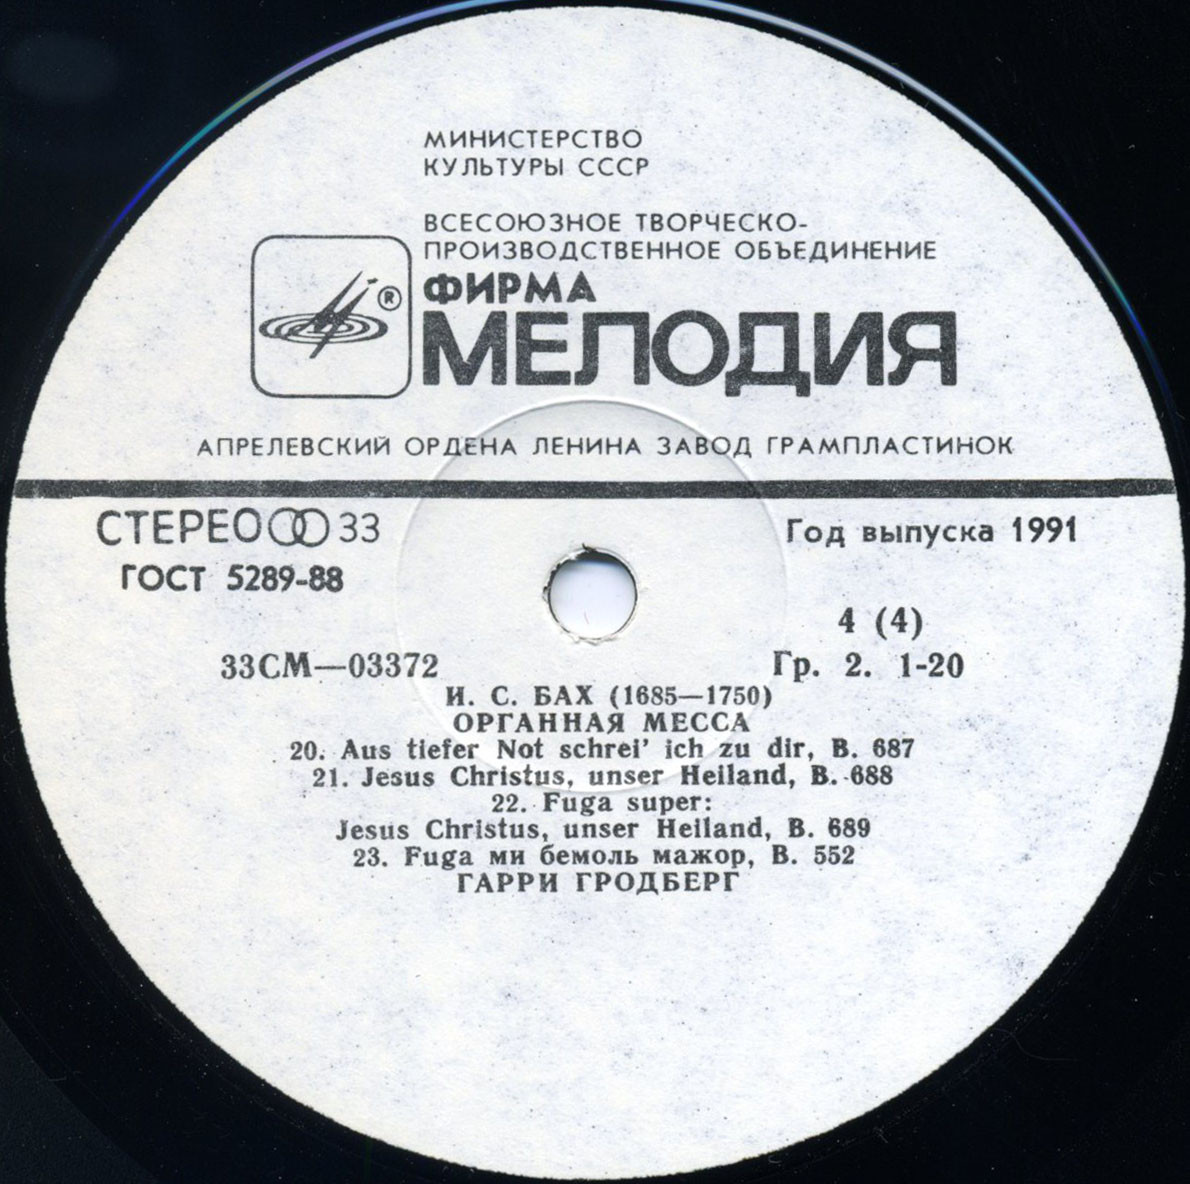 МИНИСТЕРСТВО
КУЛЬТУРЫ СССР
ВСЕСОЮЗНОЕ ТВОРЧЕСКО-
ПРОИЗВОДСТВЕННОЕ ОБЪЕДИНЕНИЕ
ФИРМА
®
МЕЛОДИЯ
АПРЕЛЕВСКИЙ ОРДЕНА ЛЕНИНА ЗАВОД ГРАМПЛАСТИНОК
СТЕРЕО 33 Год выпуска 1991
ГОСТ 5289-88
4 (4)
33СМ—03372 Гр. 2. 1-20
И. С. БАХ (1685—1750)
ОРГАННАЯ МЕССА
20. Aus tiefer Not schrei' ich zu dir, B. 687
21. Jesus Christus, unser Heiland, B. 688
22. Fuga super:
Jesus Christus, unser Heiland, B. 689
23. Fuga ми бемоль мажор, B. 552
ГАРРИ ГРОДБЕРГ